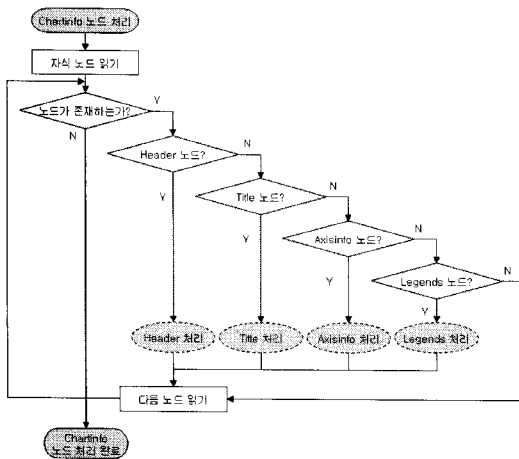 Chartinfo 노드 처리
자식 노드 읽기
노드가 존재하는가?
Y
N
Header 노드?
N
Y
Title 노드?
N
Y
Axisinfo 노드?
N
Y
Legends 노드?
N
Y
Header 처리
Title 처리
Axisinfo 처리
Legends 처리
다음 노드 읽기
Chartinfo
노드 처리 완료